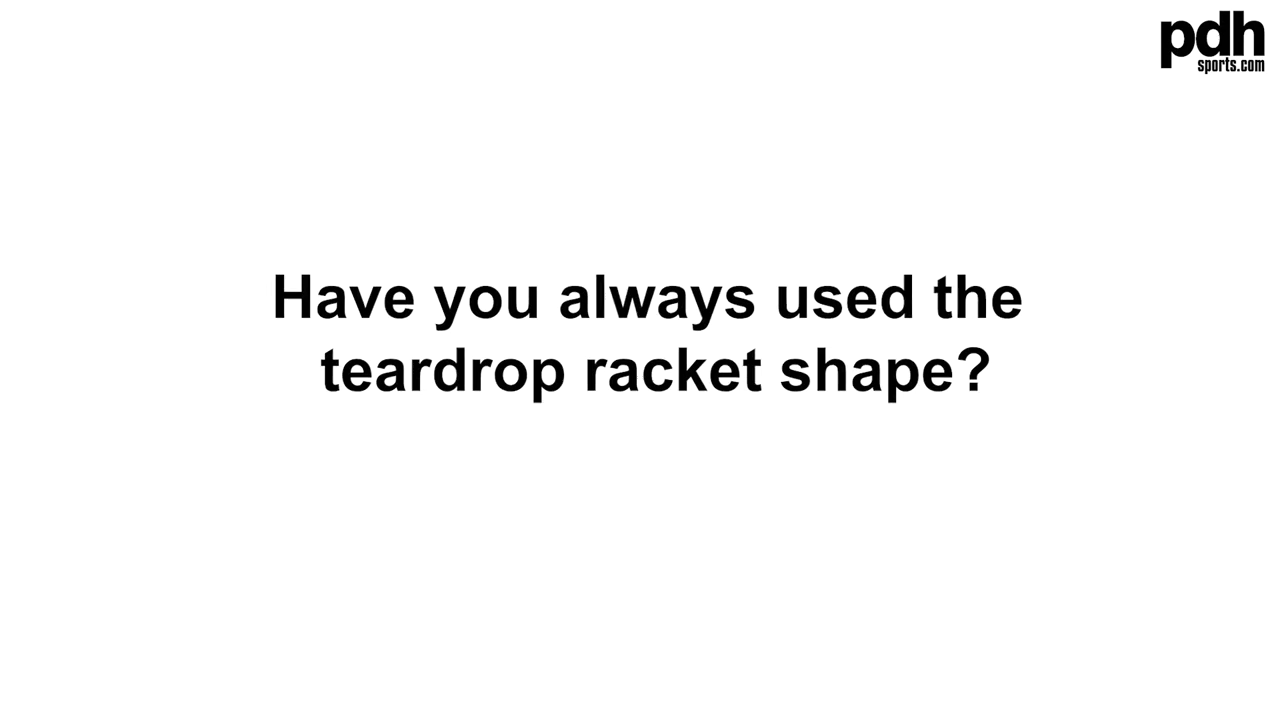 pdh
sports.com
Have you always used the
teardrop racket shape?